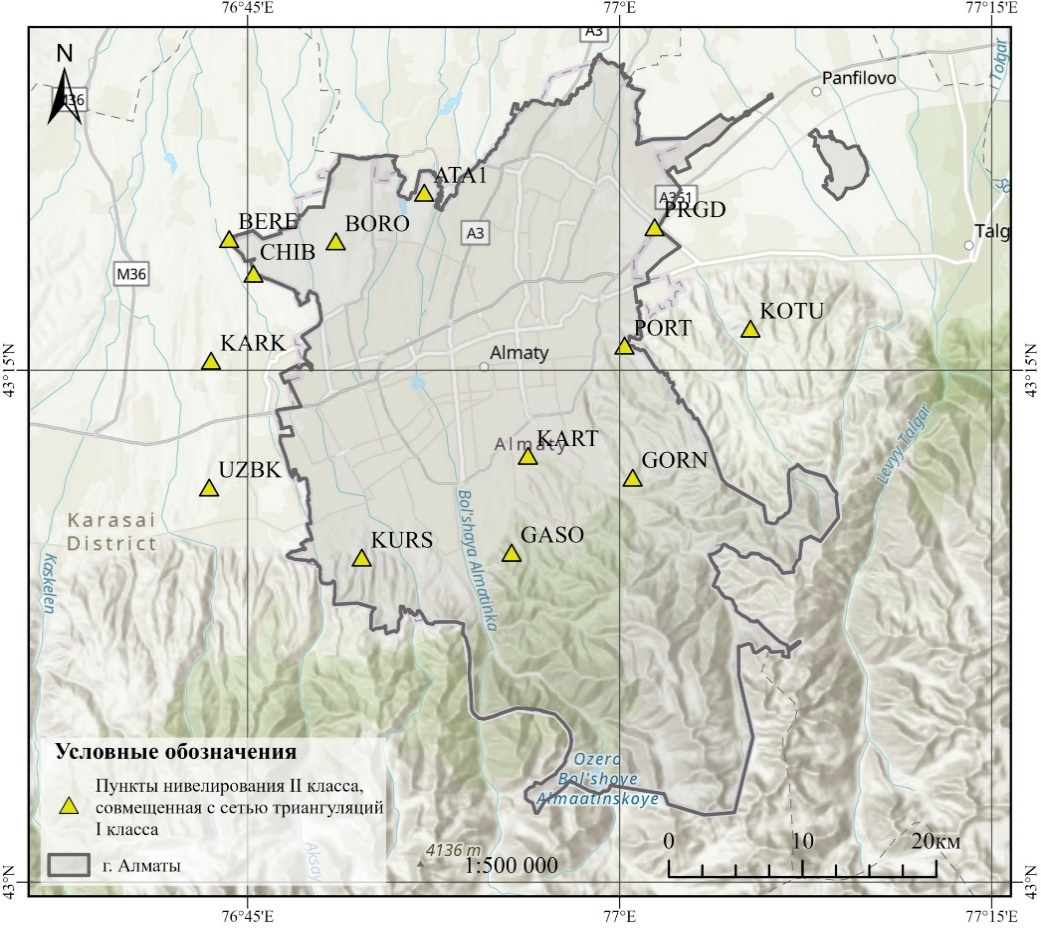 76°45'E
77°E
77°15'E
A3
N
M36
Panfilovo
Tolgar
ATA1
A351
PRGD
BERE
BORO
A3
Talg
CHIB
M36
KOTU
PORT
KARK
Almaty
43°15'N
43°15'N
KART
Almaty
GORN
Levyy Talgar
UZBK
Karasai
District
Bol'shaya Almatinka
KURS
GASO
Kaskelen
Условные обозначения
Ozero
Bol'shoye
Almaatinskoye
Пункты нивелирования II класса,
совмещенная с сетью триангуляций
I класса
0
10
20км
Aksay
4136 m
1:500 000
г. Алматы
43°N
43°N
76°45'E
77°E
77°15'E